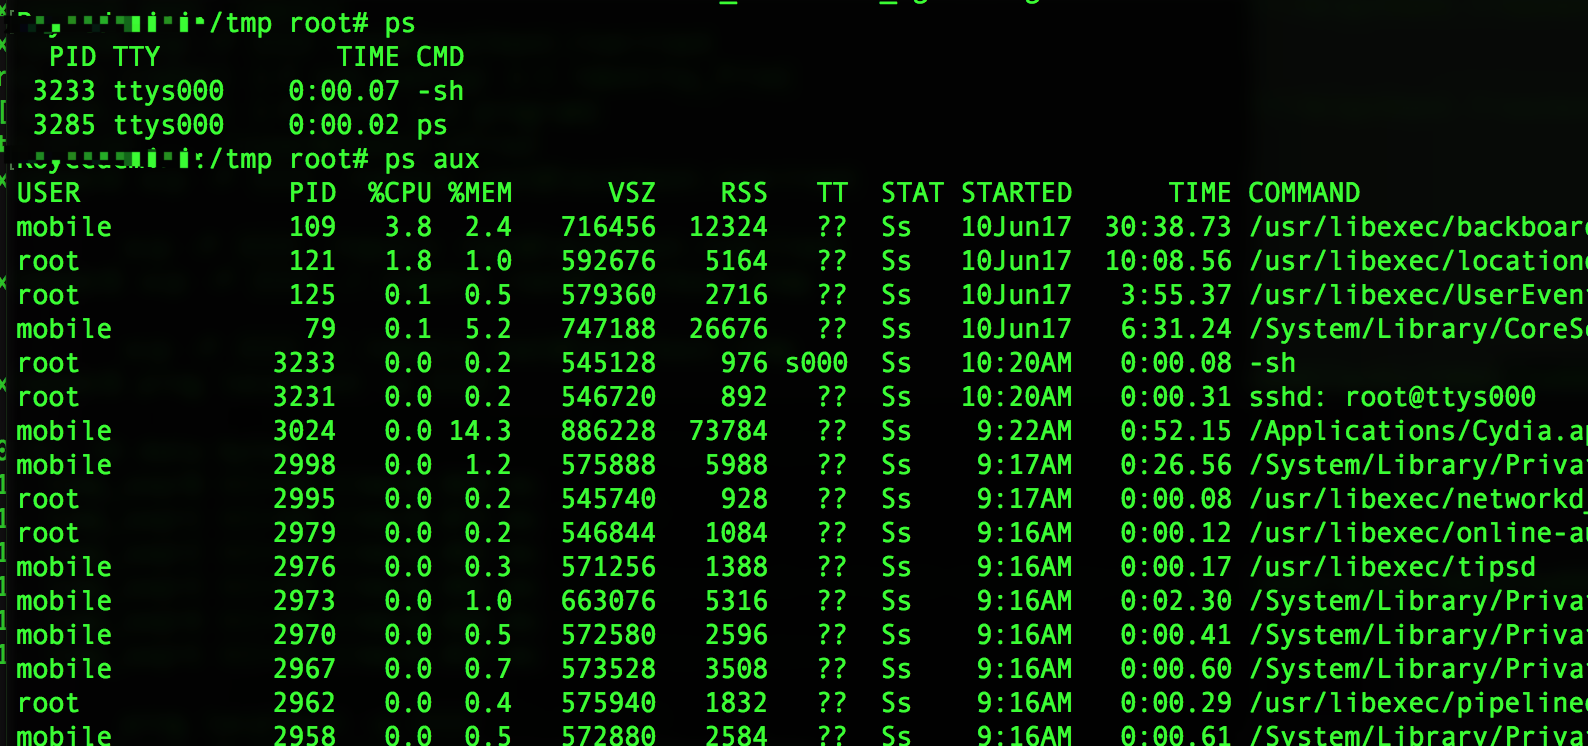 /tmp root# ps
PID TTY TIME CMD
3233 ttys000 0:00.07 -sh
3285 ttys000 0:00.02 ps
:/tmp root# ps aux
USER PID %CPU %MEM VSZ RSS TT STAT STARTED TIME COMMAND
mobile 109 3.8 2.4 716456 12324 ?? Ss 10Jun17 30:38.73 /usr/libexec/backboard
root 121 1.8 1.0 592676 5164 ?? Ss 10Jun17 10:08.56 /usr/libexec/location
root 125 0.1 0.5 579360 2716 ?? Ss 10Jun17 3:55.37 /usr/libexec/UserEven
mobile 79 0.1 5.2 747188 26676 ?? Ss 10Jun17 6:31.24 /System/Library/CoreS
root 3233 0.0 0.2 545128 976 s000 Ss 10:20AM 0:00.08 -sh
root 3231 0.0 0.2 546720 892 ?? Ss 10:20AM 0:00.31 sshd: root@ttys000
mobile 3024 0.0 14.3 886228 73784 ?? Ss 9:22AM 0:52.15 /Applications/Cydia.ap
mobile 2998 0.0 1.2 575888 5988 ?? Ss 9:17AM 0:26.56 /System/Library/Priva
root 2995 0.0 0.2 545740 928 ?? Ss 9:17AM 0:00.08 /usr/libexec/networkd_
root 2979 0.0 0.2 546844 1084 ?? Ss 9:16AM 0:00.12 /usr/libexec/online-a
mobile 2976 0.0 0.3 571256 1388 ?? Ss 9:16AM 0:00.17 /usr/libexec/tipsd
mobile 2973 0.0 1.0 663076 5316 ?? Ss 9:16AM 0:02.30 /System/Library/Priva
mobile 2970 0.0 0.5 572580 2596 ?? Ss 9:16AM 0:00.41 /System/Library/Priva
mobile 2967 0.0 0.7 573528 3508 ?? Ss 9:16AM 0:00.60 /System/Library/Priva
root 2962 0.0 0.4 575940 1832 ?? Ss 9:16AM 0:00.29 /usr/libexec/pipeline
mobile 2958 0.0 0.5 572880 2584 ?? Ss 9:16AM 0:00.61 /System/Library/Priva